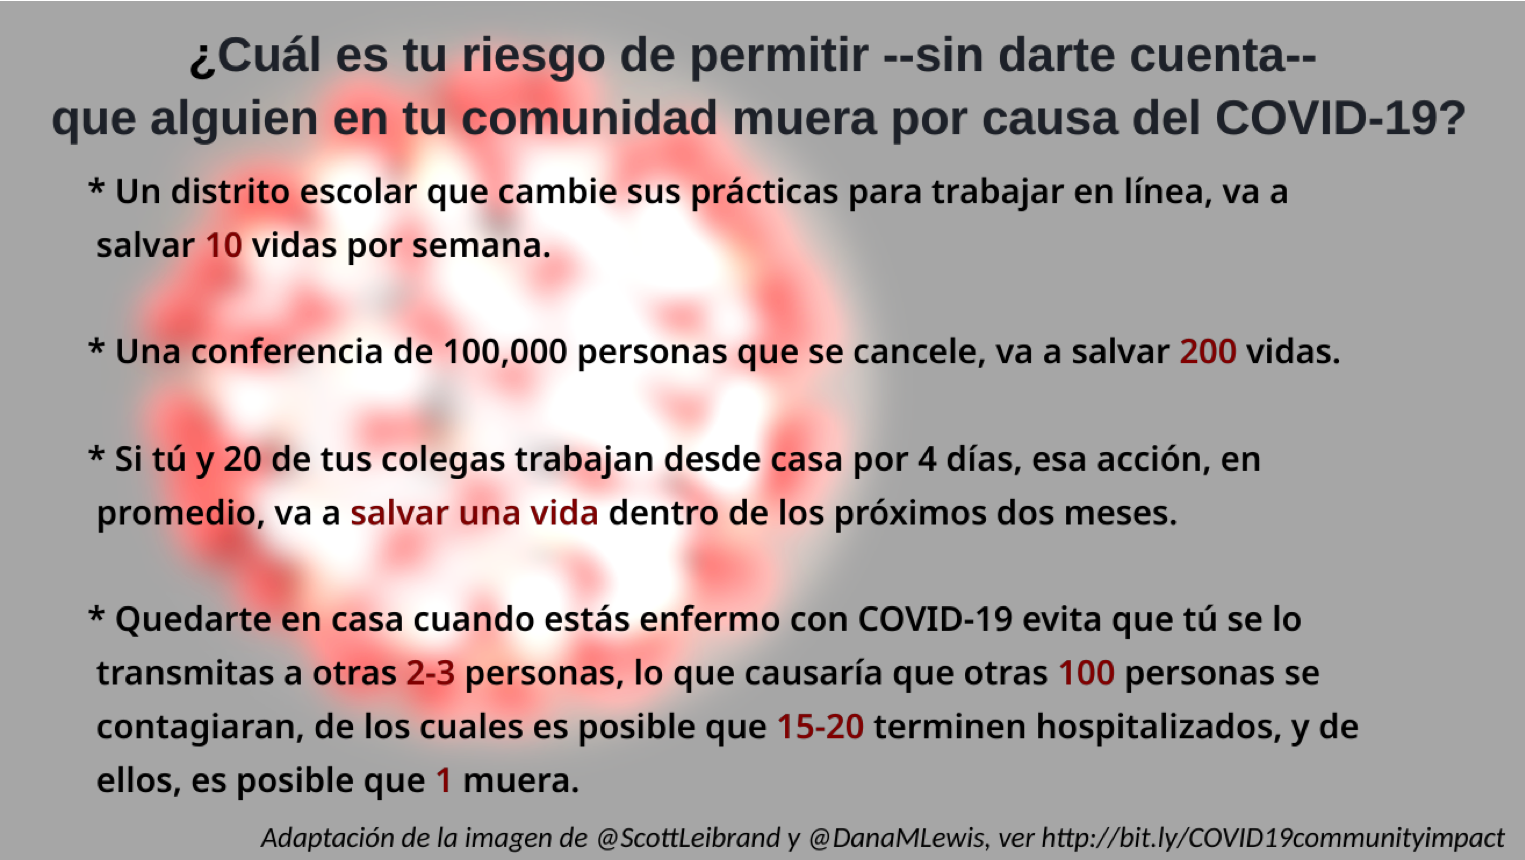 ¿Cuál es tu riesgo de permitir --sin darte cuenta--
que alguien en tu comunidad muera por causa del COVID-19?
* Un distrito escolar que cambie sus prácticas para trabajar en línea, va a
salvar 10 vidas por semana.
* Una conferencia de 100,000 personas que se cancele, va a salvar 200 vidas.
* Si tú y 20 de tus colegas trabajan desde casa por 4 días, esa acción, en
promedio, va a salvar una vida dentro de los próximos dos meses.
* Quedarte en casa cuando estás enfermo con COVID-19 evita que tú se lo
transmitas a otras 2-3 personas, lo que causaría que otras 100 personas se
contagiaran, de los cuales es posible que 15-20 terminen hospitalizados, y de
ellos, es posible que 1 muera.
Adaptación de la imagen de @ScottLeibrand y @DanaMLewis, ver http://bit.ly/COVID19communityimpact